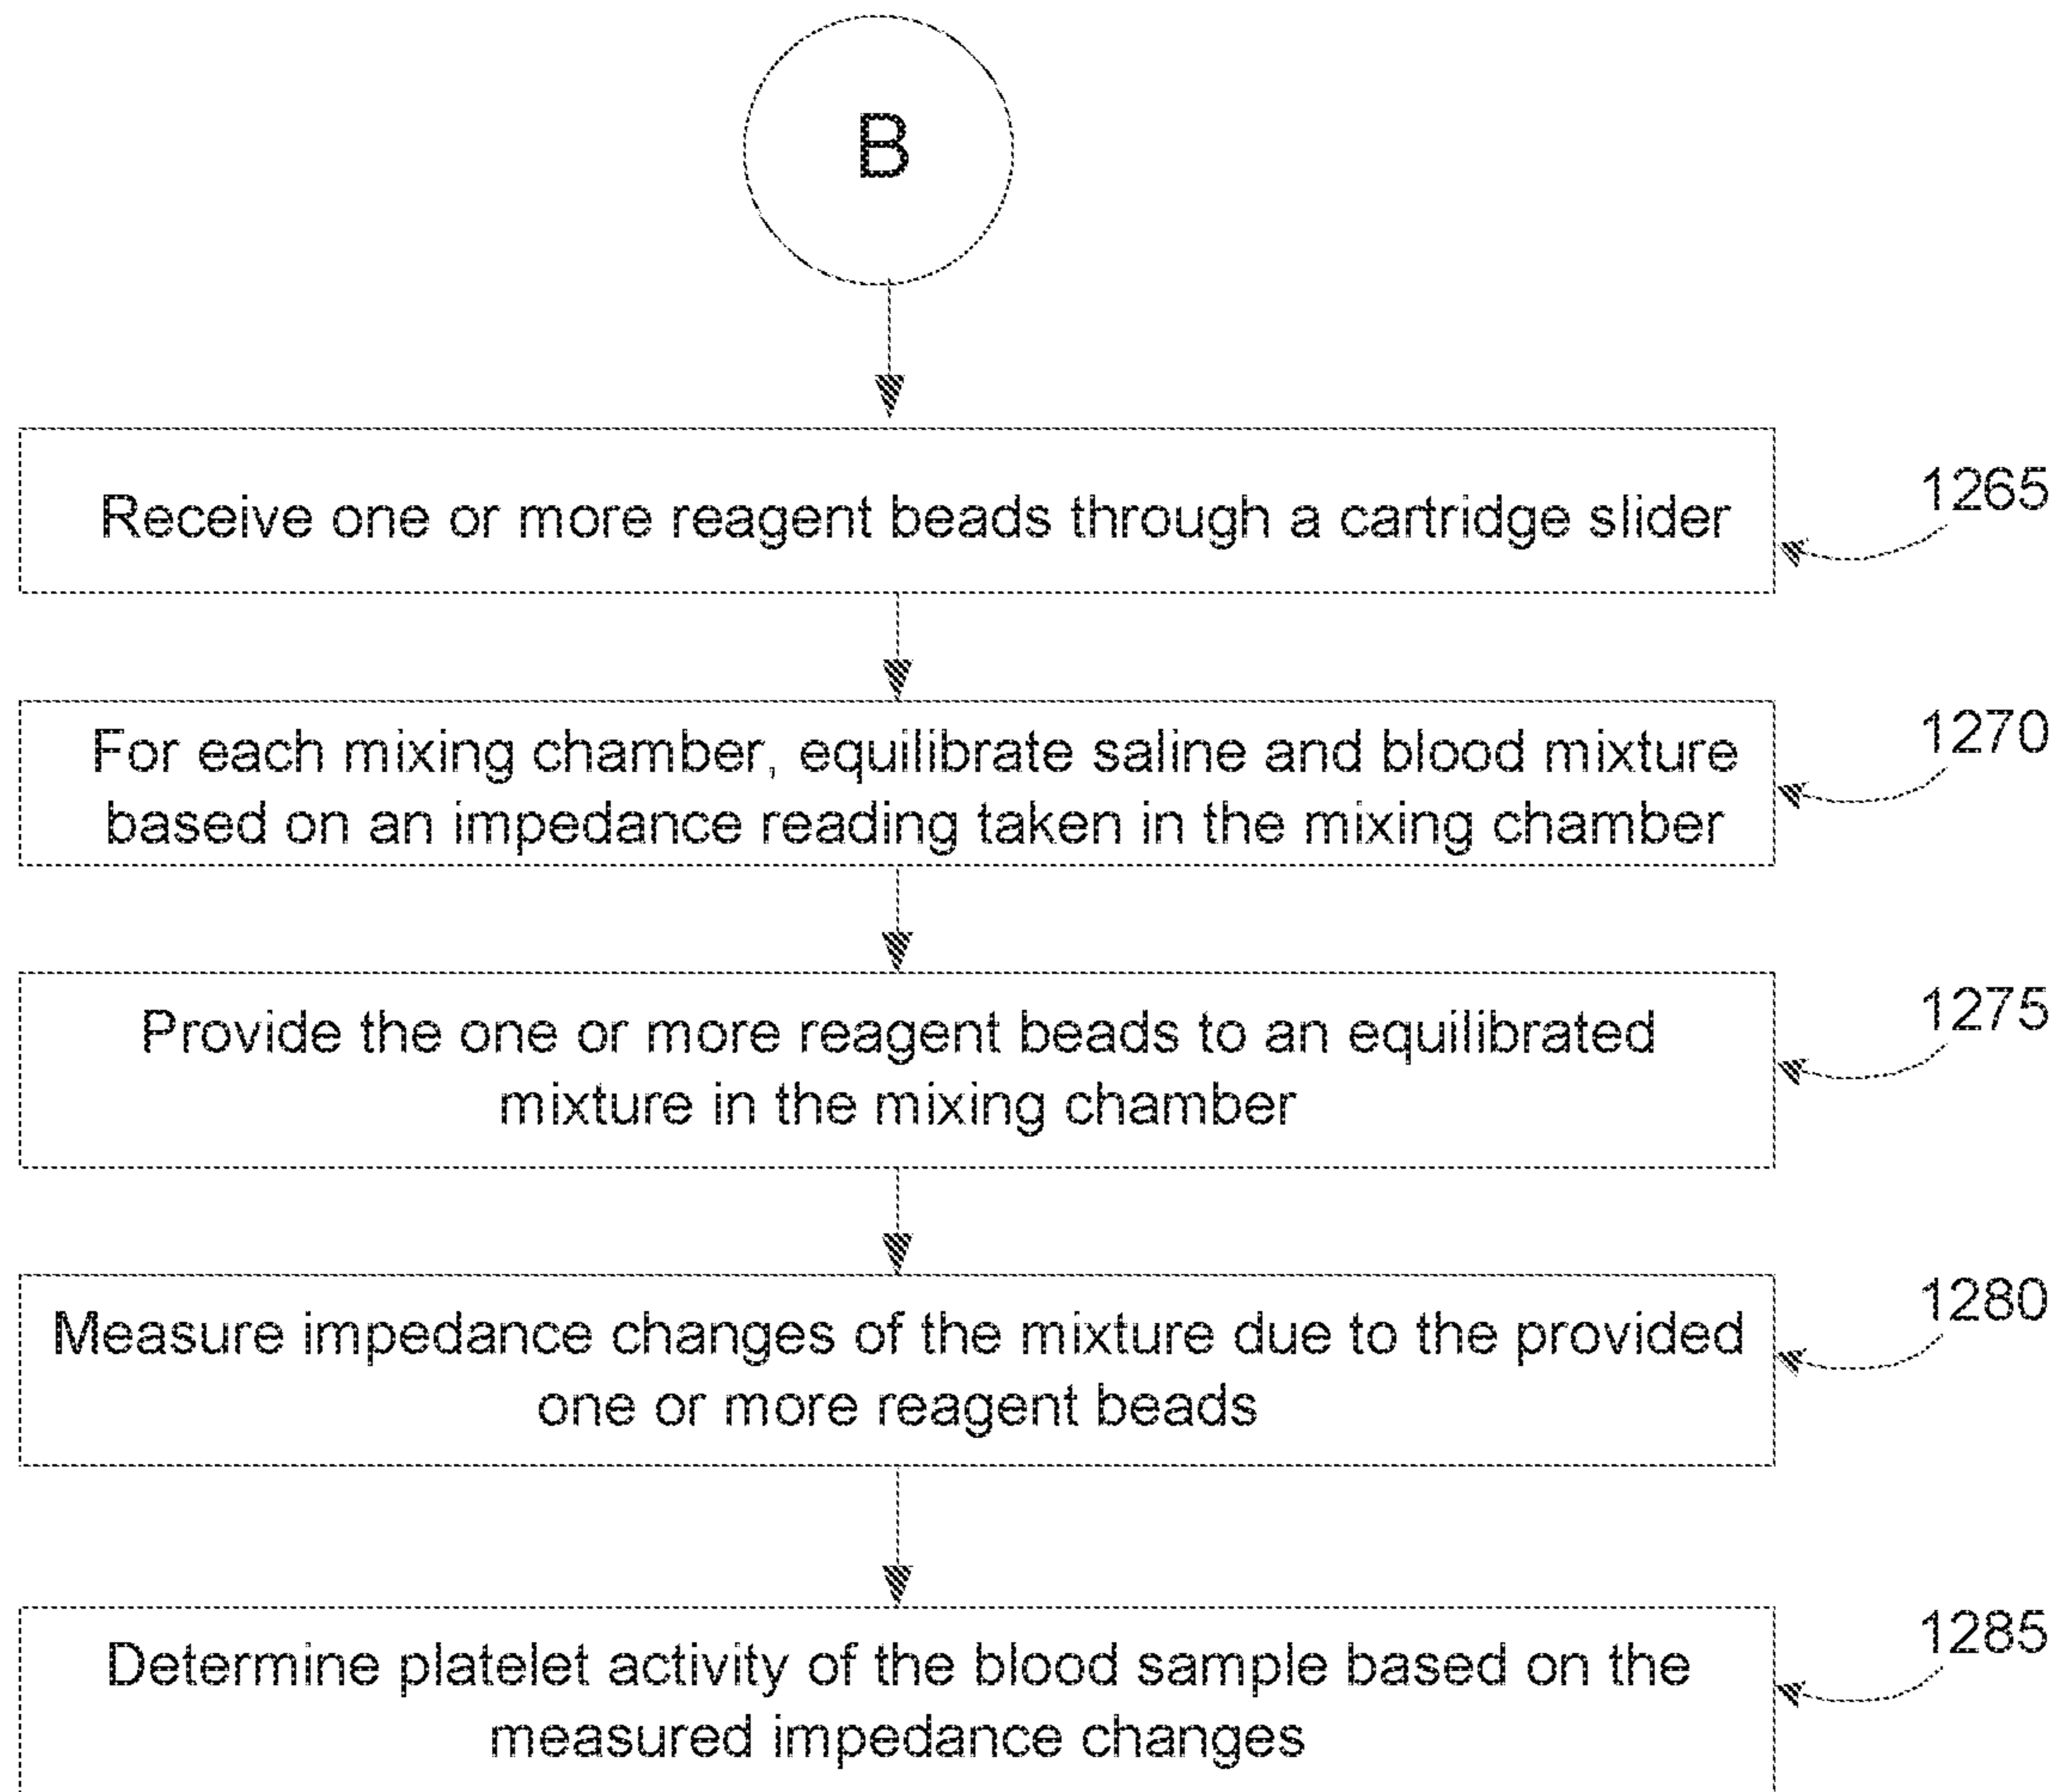 B
Receive one or more reagent beads through a cartridge slider
1265
For each mixing chamber, equilibrate saline and blood mixture
based on an impedance reading taken in the mixing chamber
1270
Provide the one or more reagent beads to an equilibrated
mixture in the mixing chamber
1275
Measure impedance changes of the mixture due to the provided
one or more reagent beads
1280
Determine platelet activity of the blood sample based on the
measured impedance changes
1285